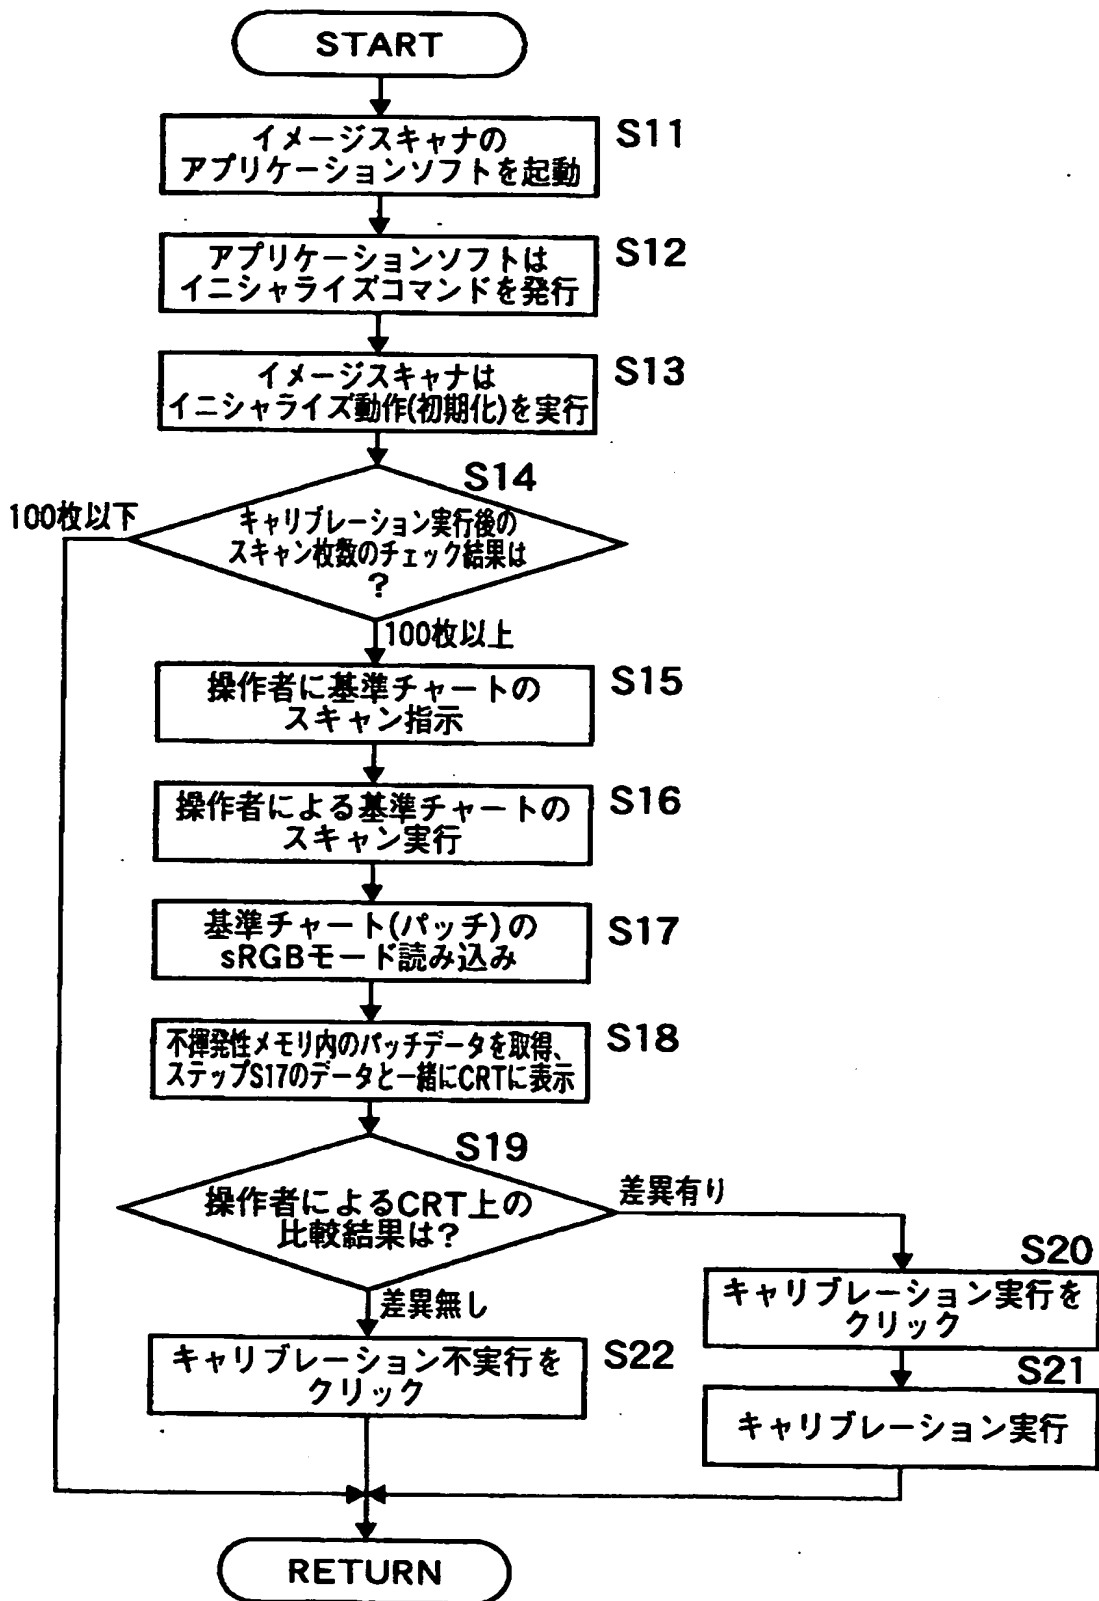 START
イメージスキャナの
アプリケーションソフトを起動
S11
アプリケーションソフトは
イニシャライズコマンドを発行
S12
イメージスキャナは
イニシャライズ動作(初期化)を実行
S13
S14
100枚以下
キャリブレーション実行後の
スキャン枚数のチェック結果は
?
100枚以上
操作者に基準チャートの
スキャン指示
S15
操作者による基準チャートの
スキャン実行
S16
基準チャート(パッチ)の
sRGBモード読み込み
S17
不揮発性メモリ内のパッチデータを取得、
ステップS17のデータと一緒にCRTに表示
S18
S19
操作者によるCRT上の
比較結果は?
差異有り
S20
キャリブレーション実行を
クリック
差異無し
キャリブレーション不実行を
クリック
S22
S21
キャリブレーション実行
RETURN